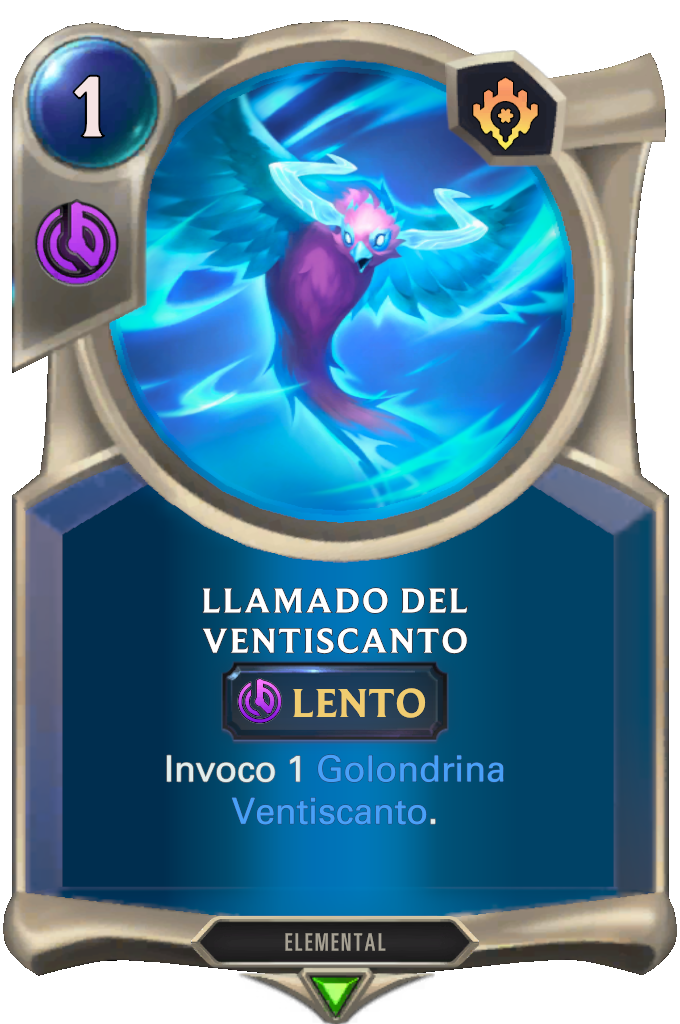 1
LLAMADO DEL
VENTISCANTO
LENTO
Invoco 1 Golondrina
Ventiscanto.
ELEMENTAL